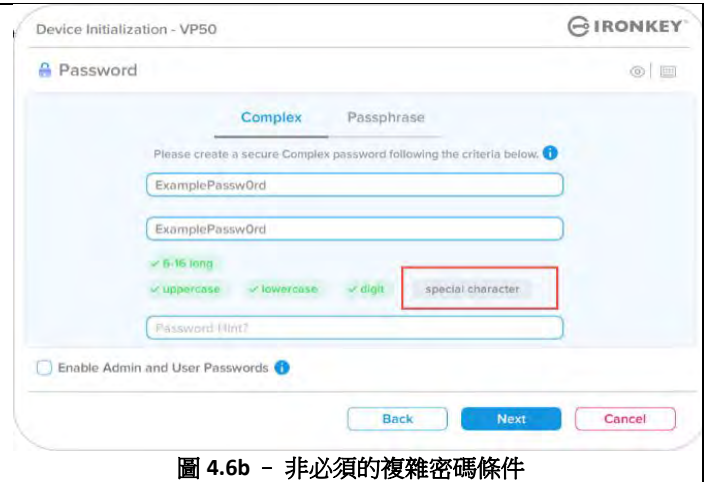 Device Initialization - VP50
IRONKEY
Password
Complex Passphrase
Please create a secure Complex password following the criteria below.
ExamplePassw0rd
ExamplePassw0rd
6-16 long
uppercase lowercase digit special character
Password Hint?
Enable Admin and User Passwords
Back Next Cancel
圖 4.6b － 非必須的複雜密碼條件